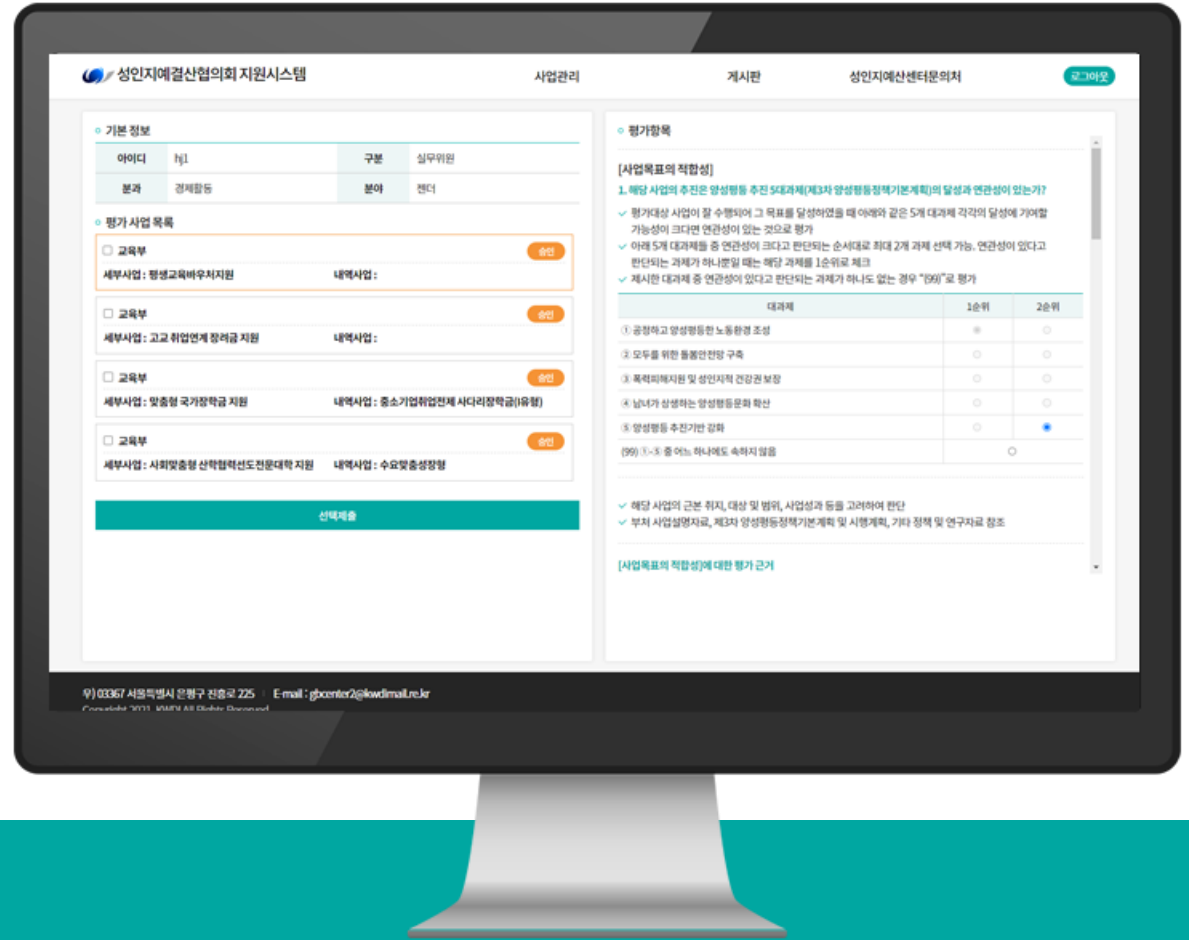 성인지예결산협의회 지원시스템
사업관리
게시판
성인지예산센터문의처
로그아웃
기본 정보
아이디 hj1 구분 실무위원
분과 경제활동 분야 젠더
평가 사업 목록
교육부 승인
세부사업 : 평생교육바우처지원 내역사업 :
교육부 승인
세부사업 : 고교 취업연계 장려금 지원 내역사업 :
교육부 승인
세부사업 : 맞춤형 국가장학금 지원 내역사업 : 중소기업취업전제 사다리장학금(I유형)
교육부 승인
세부사업 : 사회맞춤형 산학협력선도전문대학 지원 내역사업 : 수요맞춤성장형
선택제출
평가항목
[사업목표의 적합성]
1. 해당 사업의 추진은 양성평등 추진 5대과제(제3차 양성평등정책기본계획)의 달성과 연관성이 있는가?
평가대상 사업이 잘 수행되어 그 목표를 달성하였을 때 아래와 같은 5개 대과제 각각의 달성에 기여할
가능성이 크다면 연관성이 있는 것으로 평가
아래 5개 대과제들 중 연관성이 크다고 판단되는 순서대로 최대 2개 과제 선택 가능. 연관성이 있다고
판단되는 과제가 하나뿐일 때는 해당 과제를 1순위로 체크
제시한 대과제 중 연관성이 있다고 판단되는 과제가 하나도 없는 경우 "(99)"로 평가
대과제 1순위 2순위
① 공정하고 양성평등한 노동환경 조성
② 모두를 위한 돌봄안전망 구축
③ 폭력피해지원 및 성인지적 건강권 보장
④ 남녀가 상생하는 양성평등문화 확산
⑤ 양성평등 추진기반 강화
(99) ①~⑤ 중 어느 하나에도 속하지 않음
해당 사업의 근본 취지, 대상 및 범위, 사업성과 등을 고려하여 판단
부처 사업설명자료, 제3차 양성평등정책기본계획 및 시행계획, 기타 정책 및 연구자료 참조
[사업목표의 적합성]에 대한 평가 근거
우) 03367 서울특별시 은평구 진흥로 225 E-mail : gbcenter2@kwdimail.re.kr
Copyright 2021. KWDI All Rights Reserved